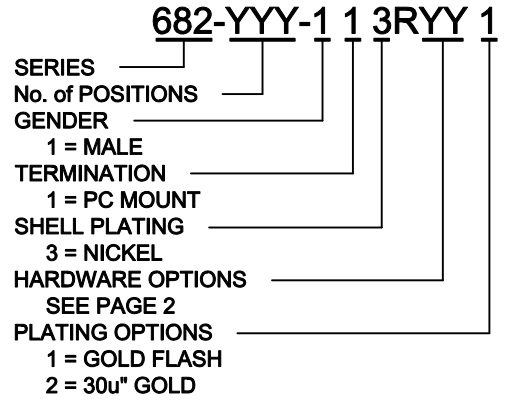 682-YYY-1 1 3RYY 1
SERIES
No. of POSITIONS
GENDER
1 = MALE
TERMINATION
1 = PC MOUNT
SHELL PLATING
3 = NICKEL
HARDWARE OPTIONS
SEE PAGE 2
PLATING OPTIONS
1 = GOLD FLASH
2 = 30u" GOLD